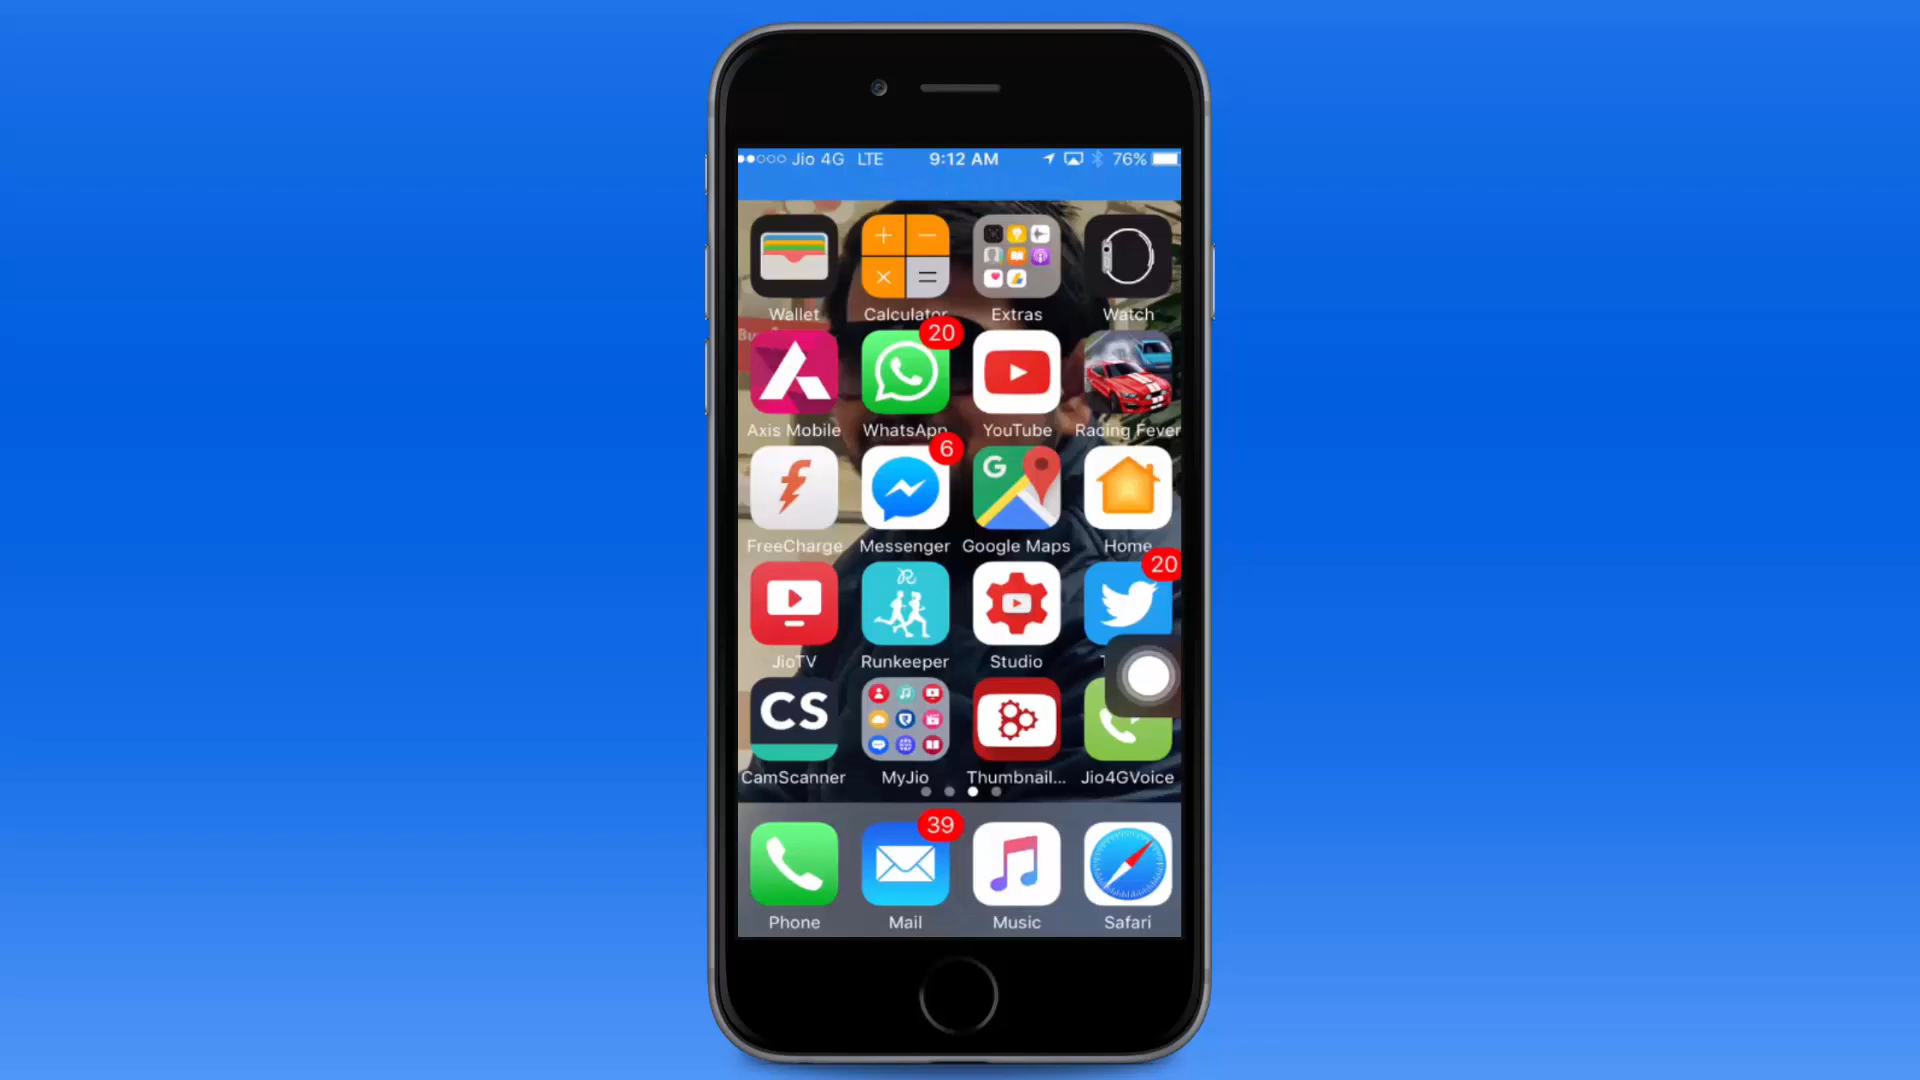 Jio 4G LTE 9:12 AM 76%
Wallet Calculator Extras Watch
20
Axis Mobile WhatsApp YouTube Racing Fever
6
FreeCharge Messenger Google Maps Home
20
JioTV Runkeeper Studio
CS
CamScanner MyJio Thumbnail... Jio4GVoice
39
Phone Mail Music Safari